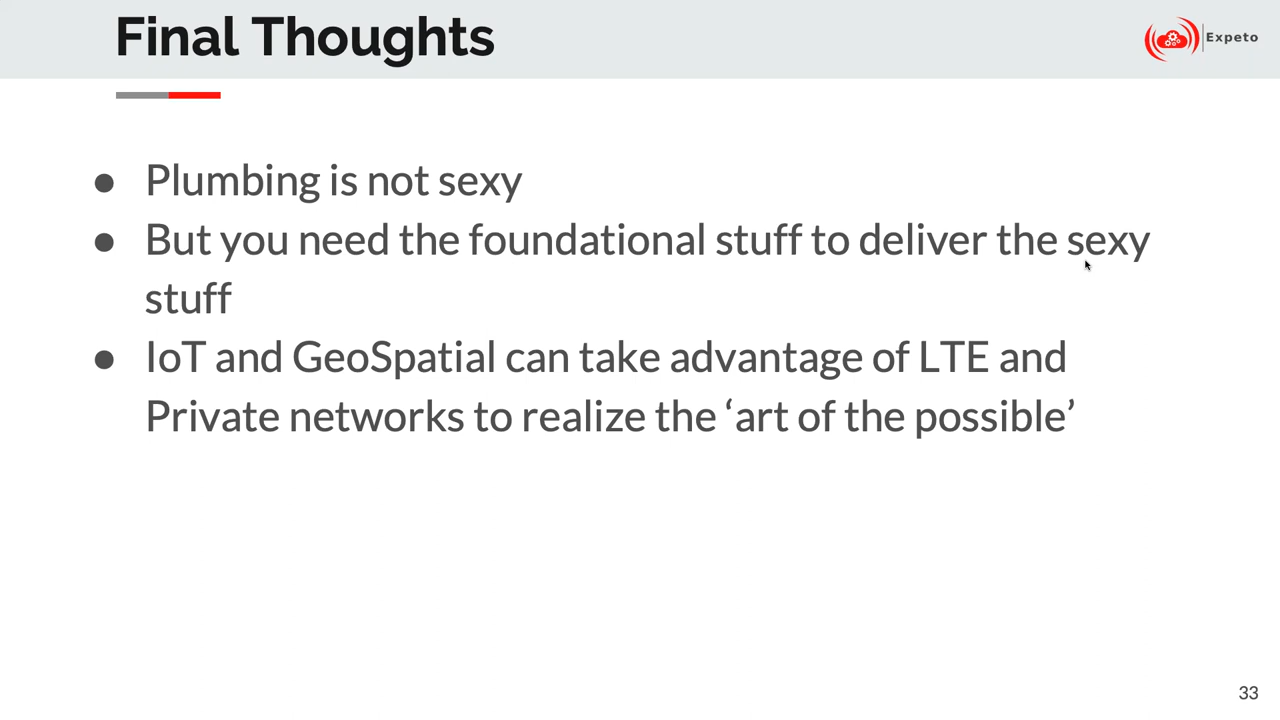 Final Thoughts
Expeto
● Plumbing is not sexy
● But you need the foundational stuff to deliver the sexy
stuff
● IoT and GeoSpatial can take advantage of LTE and
Private networks to realize the ‘art of the possible’
33